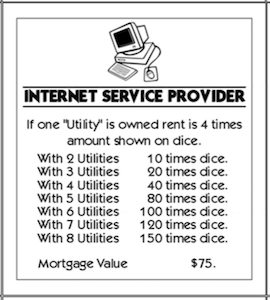 INTERNET SERVICE PROVIDER
If one "Utility" is owned rent is 4 times
amount shown on dice.
With 2 Utilities 10 times dice.
With 3 Utilities 20 times dice.
With 4 Utilities 40 times dice.
With 5 Utilities 80 times dice.
With 6 Utilities 100 times dice.
With 7 Utilities 120 times dice.
With 8 Utilities 150 times dice.
Mortgage Value $75.